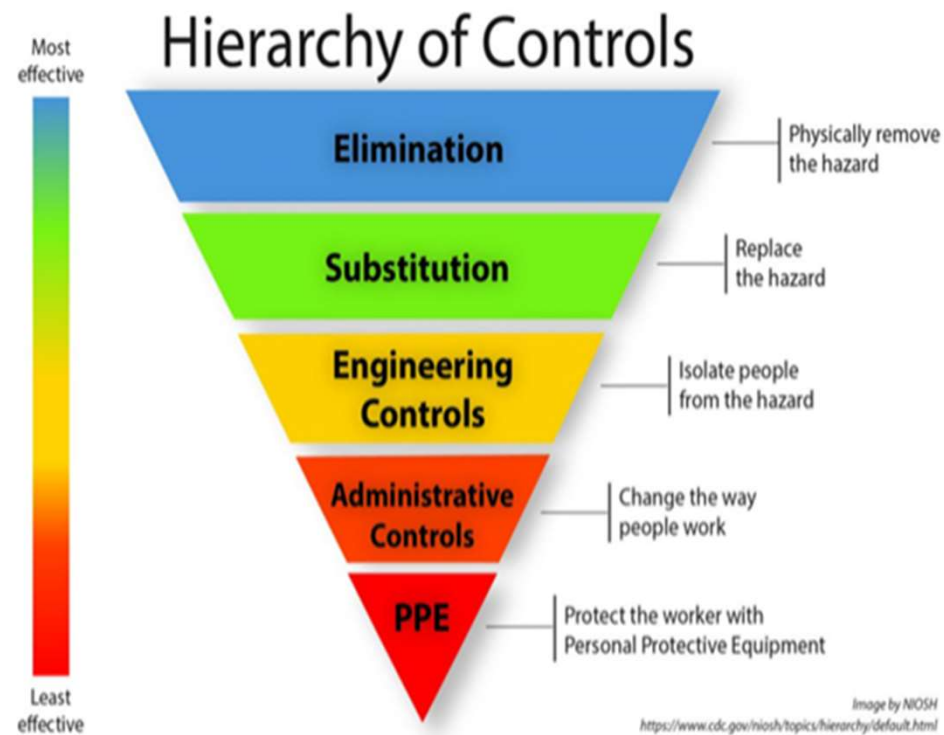 Hierarchy of Controls
Most
effective
Elimination
Physically remove
the hazard
Substitution
Replace
the hazard
Engineering
Controls
Isolate people
from the hazard
Administrative
Controls
Change the way
people work
PPE
Protect the worker with
Personal Protective Equipment
Least
effective
Image by NIOSH
https://www.cdc.gov/niosh/topics/hierarchy/default.html